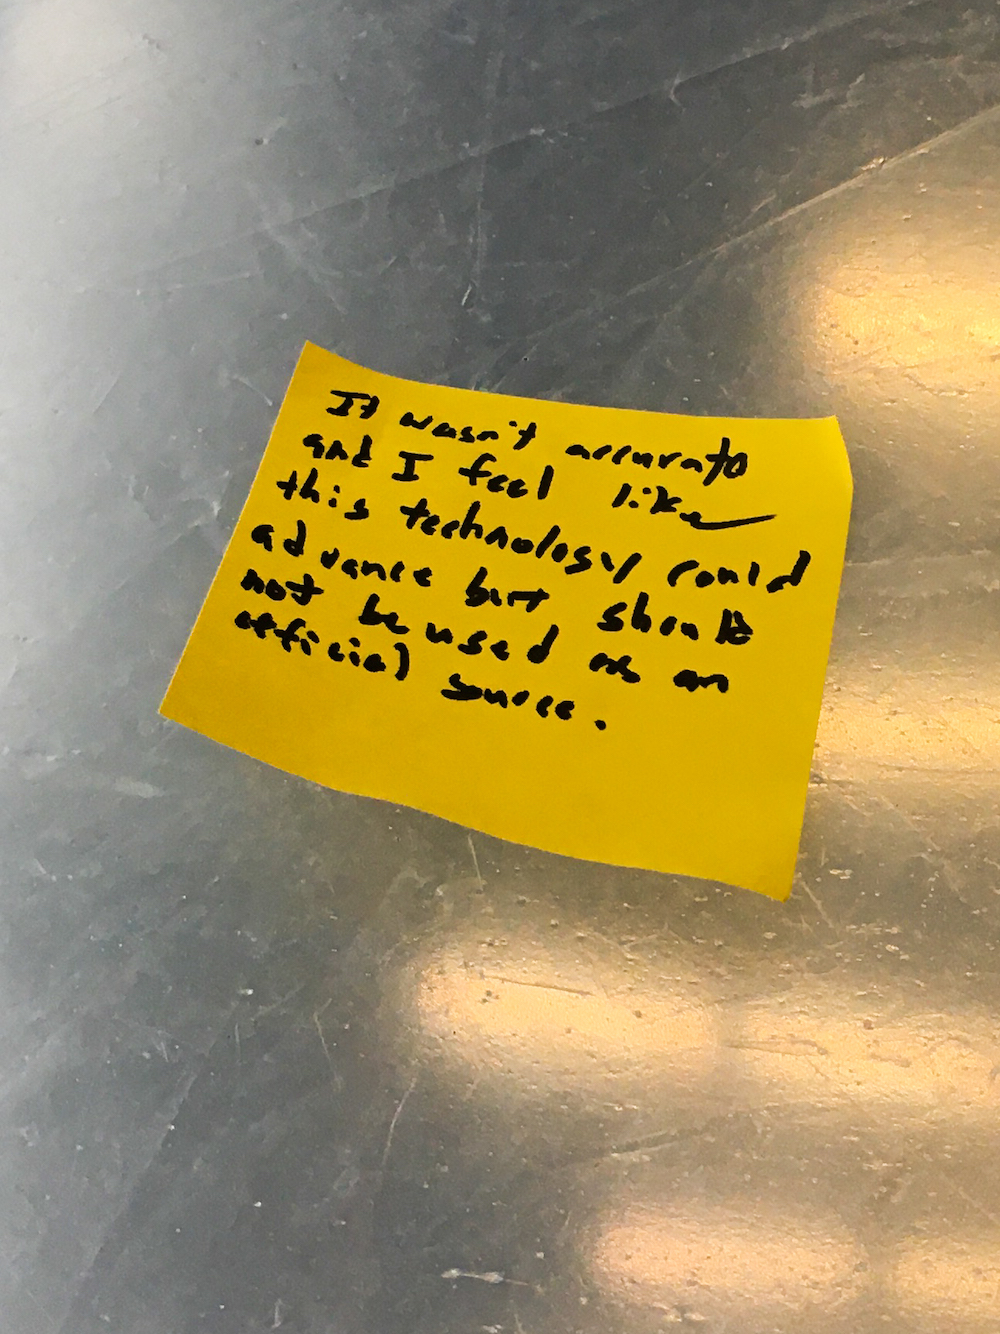 It wasn't accurate
and I feel like
this technology could
advance but should
not be used as an
official source.